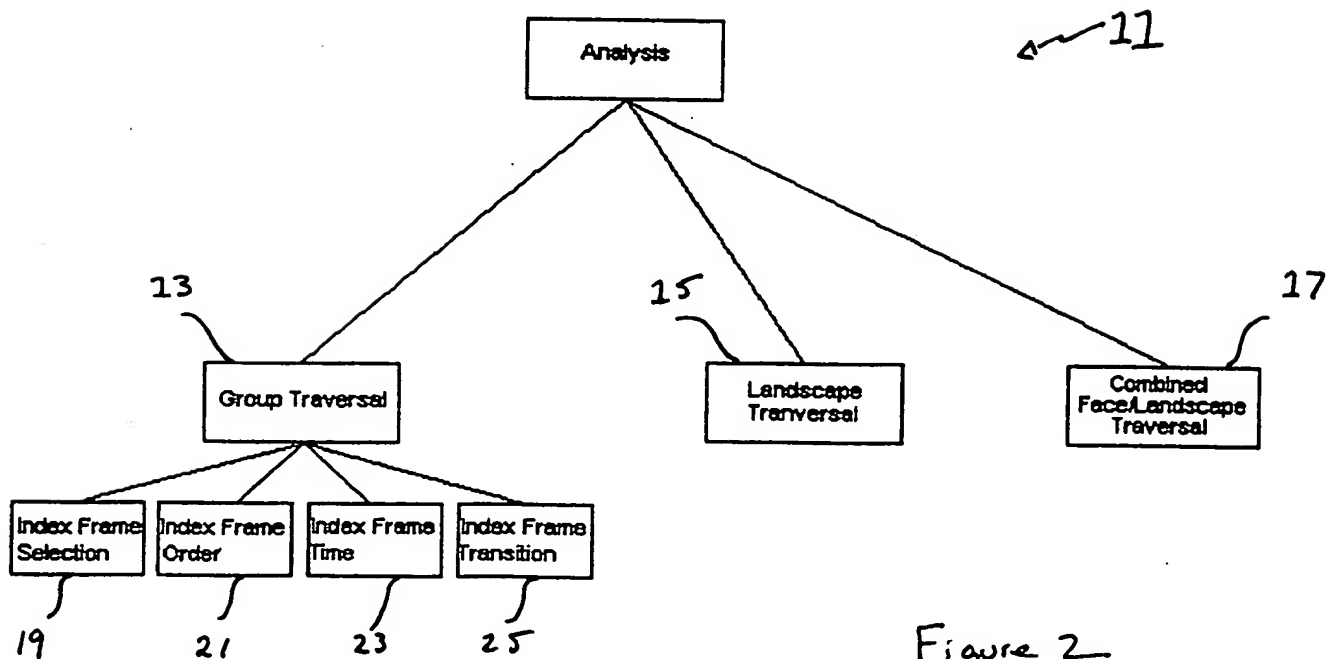 Analysis
11
13
15
17
Group Traversal
Landscape
Tranversal
Combined
Face/Landscape
Traversal
Index Frame
Selection
Index Frame
Order
Index Frame
Time
Index Frame
Transition
19
21
23
25
Figure 2